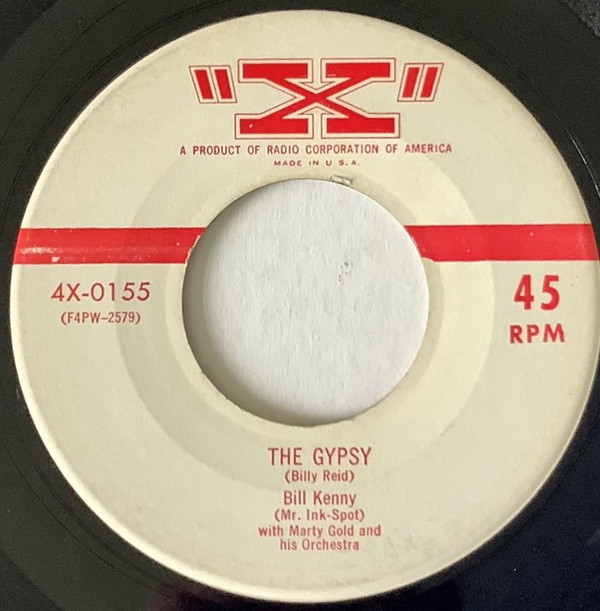 "X"
A PRODUCT OF RADIO CORPORATION OF AMERICA
MADE IN U.S.A.
4X-0155
(F4PW-2579)
45
RPM
THE GYPSY
(Billy Reid)
Bill Kenny
(Mr. Ink-Spot)
with Marty Gold and
his Orchestra